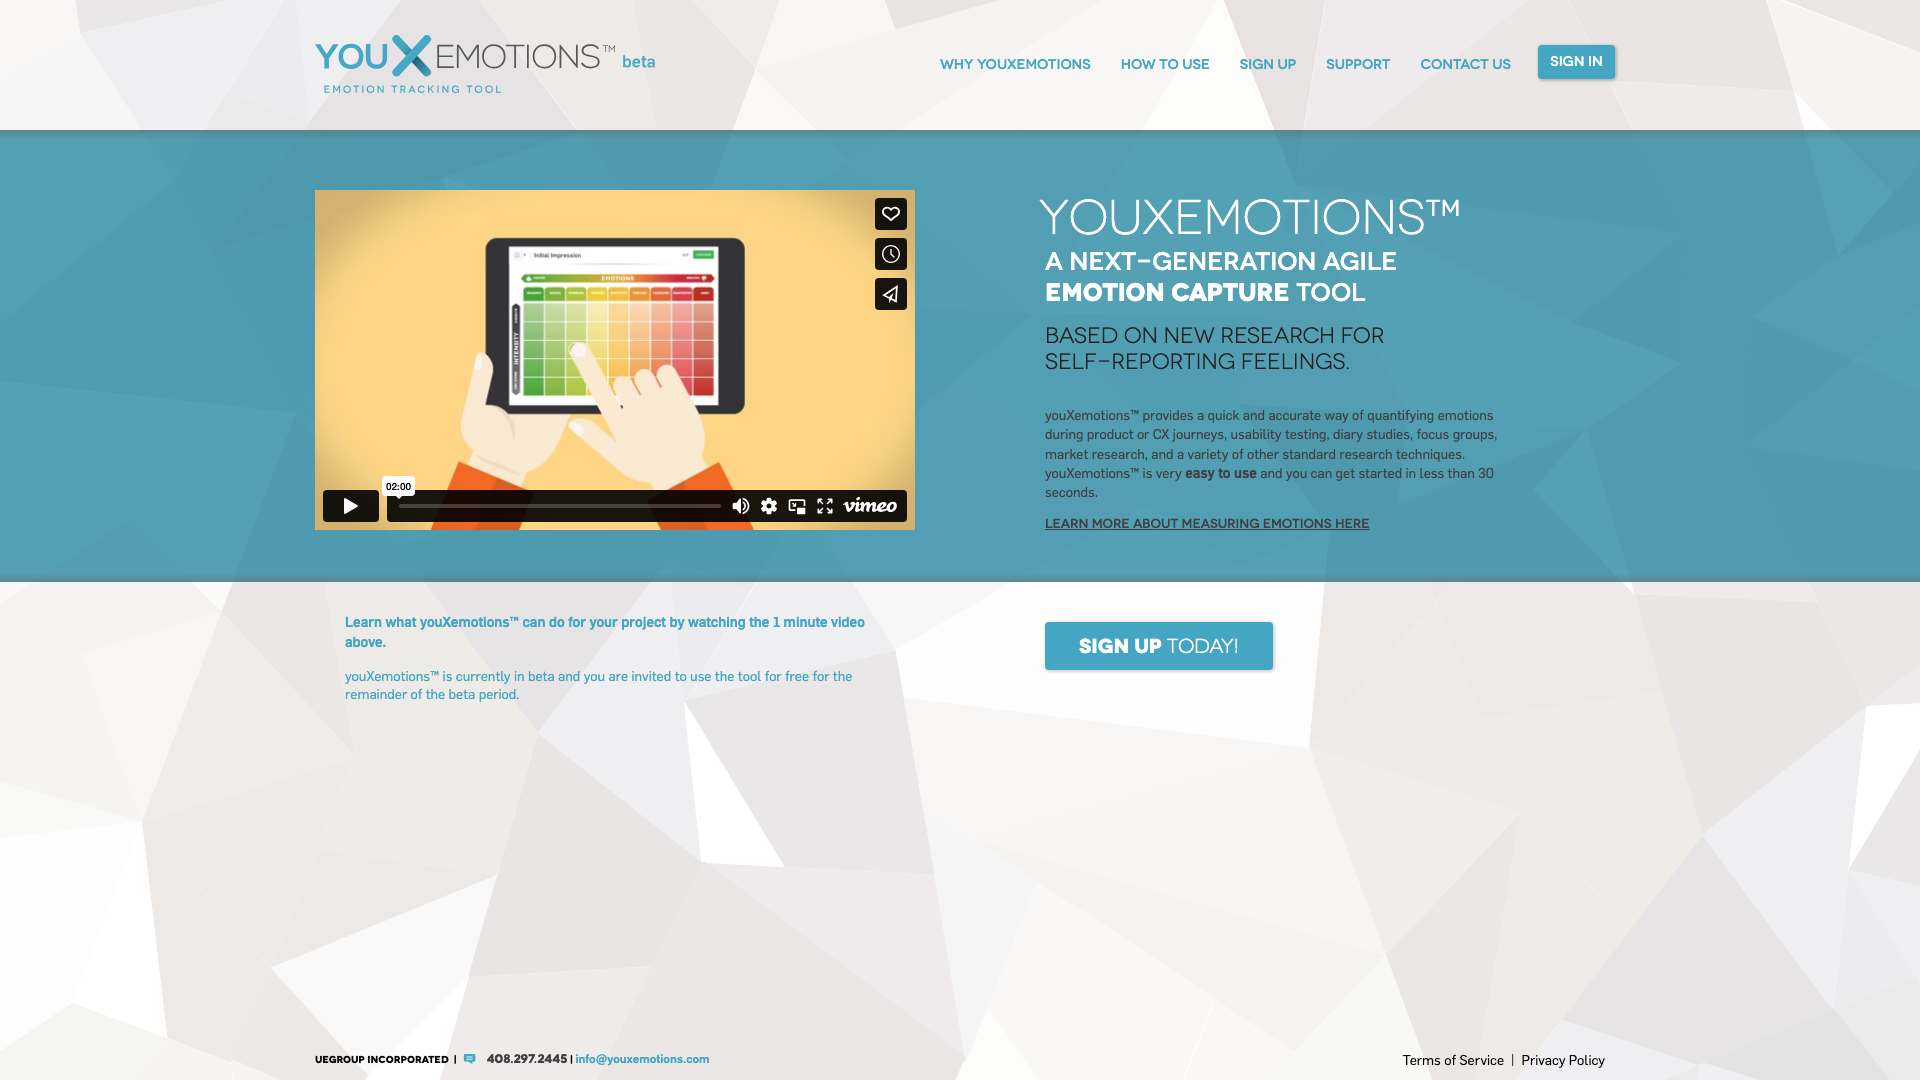 YOUXEMOTIONS™ beta
EMOTION TRACKING TOOL
WHY YOUXEMOTIONS
HOW TO USE
SIGN UP
SUPPORT
CONTACT US
SIGN IN
Initial Impression
EMOTIONS
INTENSITY
02:00
vimeo
YOUXEMOTIONS™
A NEXT-GENERATION AGILE
EMOTION CAPTURE TOOL
BASED ON NEW RESEARCH FOR
SELF-REPORTING FEELINGS.
youXemotions™ provides a quick and accurate way of quantifying emotions
during product or CX journeys, usability testing, diary studies, focus groups,
market research, and a variety of other standard research techniques.
youXemotions™ is very easy to use and you can get started in less than 30
seconds.
LEARN MORE ABOUT MEASURING EMOTIONS HERE
Learn what youXemotions™ can do for your project by watching the 1 minute video
above.
youXemotions™ is currently in beta and you are invited to use the tool for free for the
remainder of the beta period.
SIGN UP TODAY!
UEGROUP INCORPORATED | 408.297.2445 | info@youxemotions.com
Terms of Service | Privacy Policy